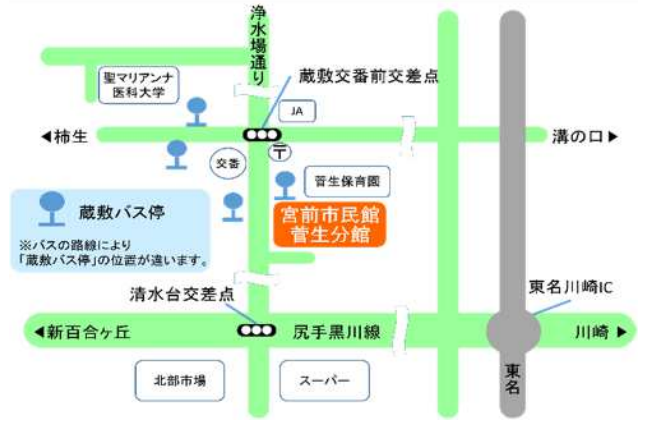 浄水場通り
聖マリアンナ
医科大学
蔵敷交番前交差点
JA
◀柿生
溝の口▶
交番
〒
菅生保育園
蔵敷バス停
※バスの路線により
「蔵敷バス停」の位置が違います。
宮前市民館
菅生分館
清水台交差点
東名川崎IC
◀新百合ヶ丘
尻手黒川線
川崎▶
北部市場
スーパー
東名